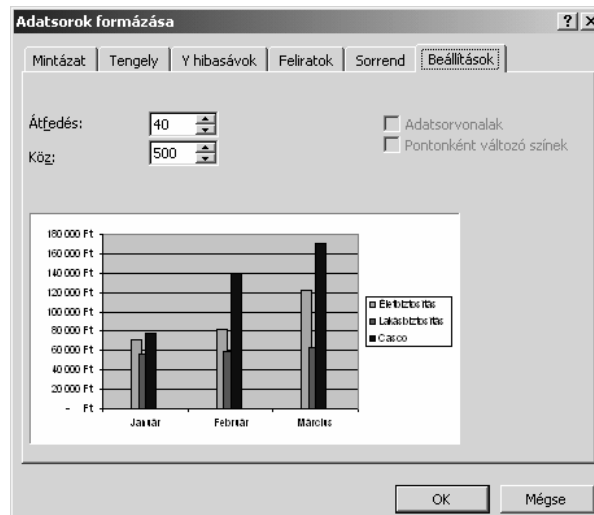 Adatsorok formázása
Mintázat Tengely Y hibasávok Feliratok Sorrend Beállítások
Átfedés: 40
Köz: 500
Adatsorvonalak
Pontonként változó színek
180 000 Ft
160 000 Ft
140 000 Ft
120 000 Ft
100 000 Ft
80 000 Ft
60 000 Ft
40 000 Ft
20 000 Ft
- Ft
Január Február Március
Életbiztosítás
Lakásbiztosítás
Casco
OK Mégse